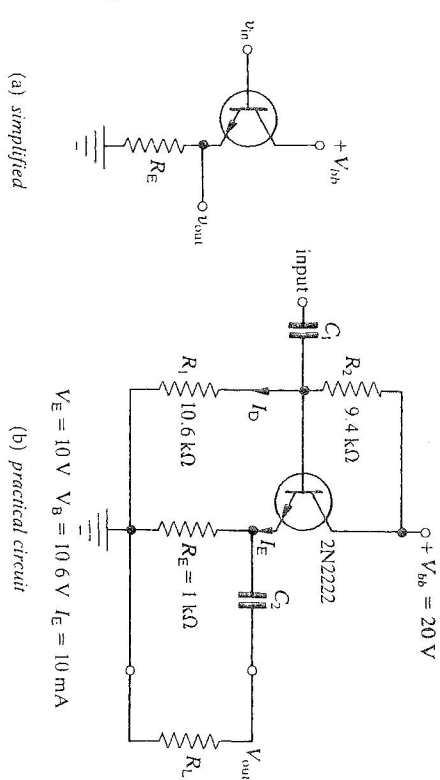 + V_bb
v_in
v_out
R_E
(a) simplified
+ V_bb = 20 V
R_2
9.4 kΩ
2N2222
C_1
input
I_D
I_E
C_2
V_out
R_1
10.6 kΩ
R_E = 1 kΩ
R_L
V_E = 10 V V_B = 10 6 V I_E = 10 mA
(b) practical circuit